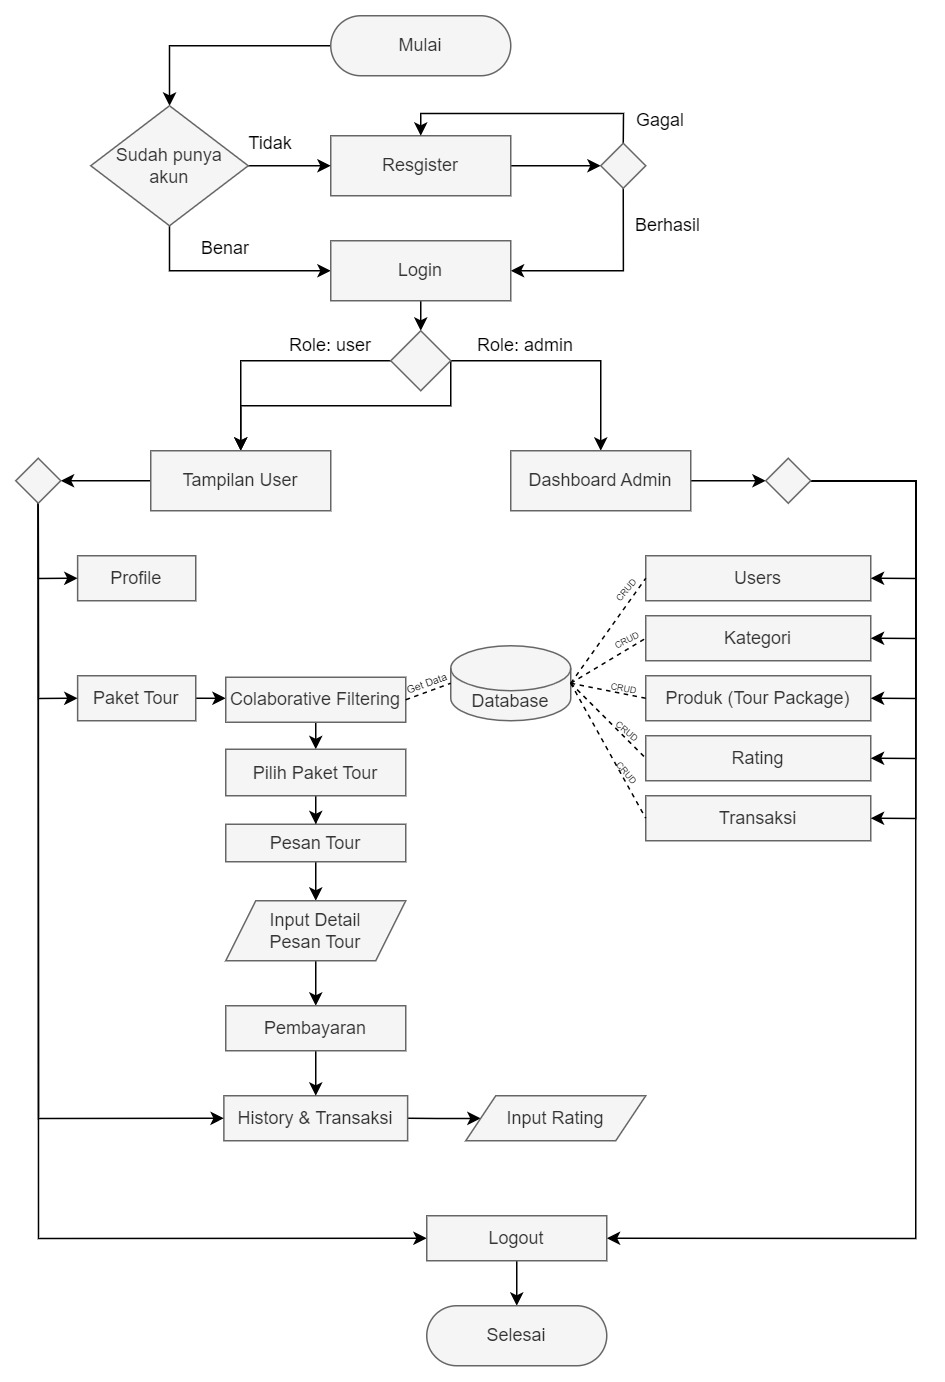 Mulai
Sudah punya
akun
Tidak
Resgister
Gagal
Berhasil
Benar
Login
Role: user
Role: admin
Tampilan User
Dashboard Admin
Profile
Users
CRUD
Kategori
CRUD
Paket Tour
Colaborative Filtering
Get Data
Database
CRUD
Produk (Tour Package)
CRUD
Rating
CRUD
Transaksi
Pilih Paket Tour
Pesan Tour
Input Detail
Pesan Tour
Pembayaran
History & Transaksi
Input Rating
Logout
Selesai